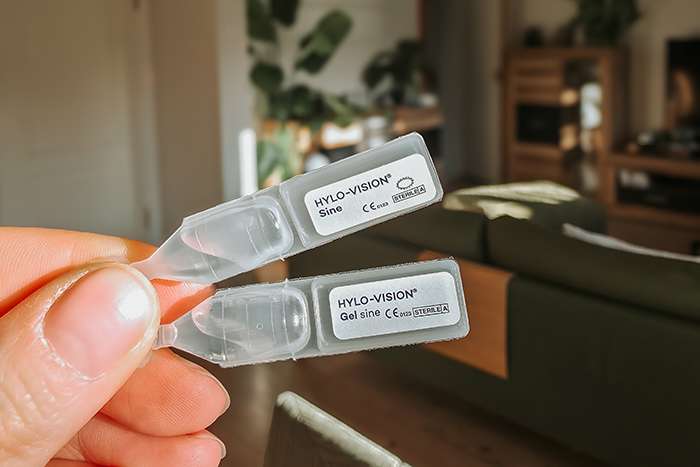 HYLO-VISION®
Sine CE 0123 STERILE A
HYLO-VISION®
Gel sine CE 0123 STERILE A